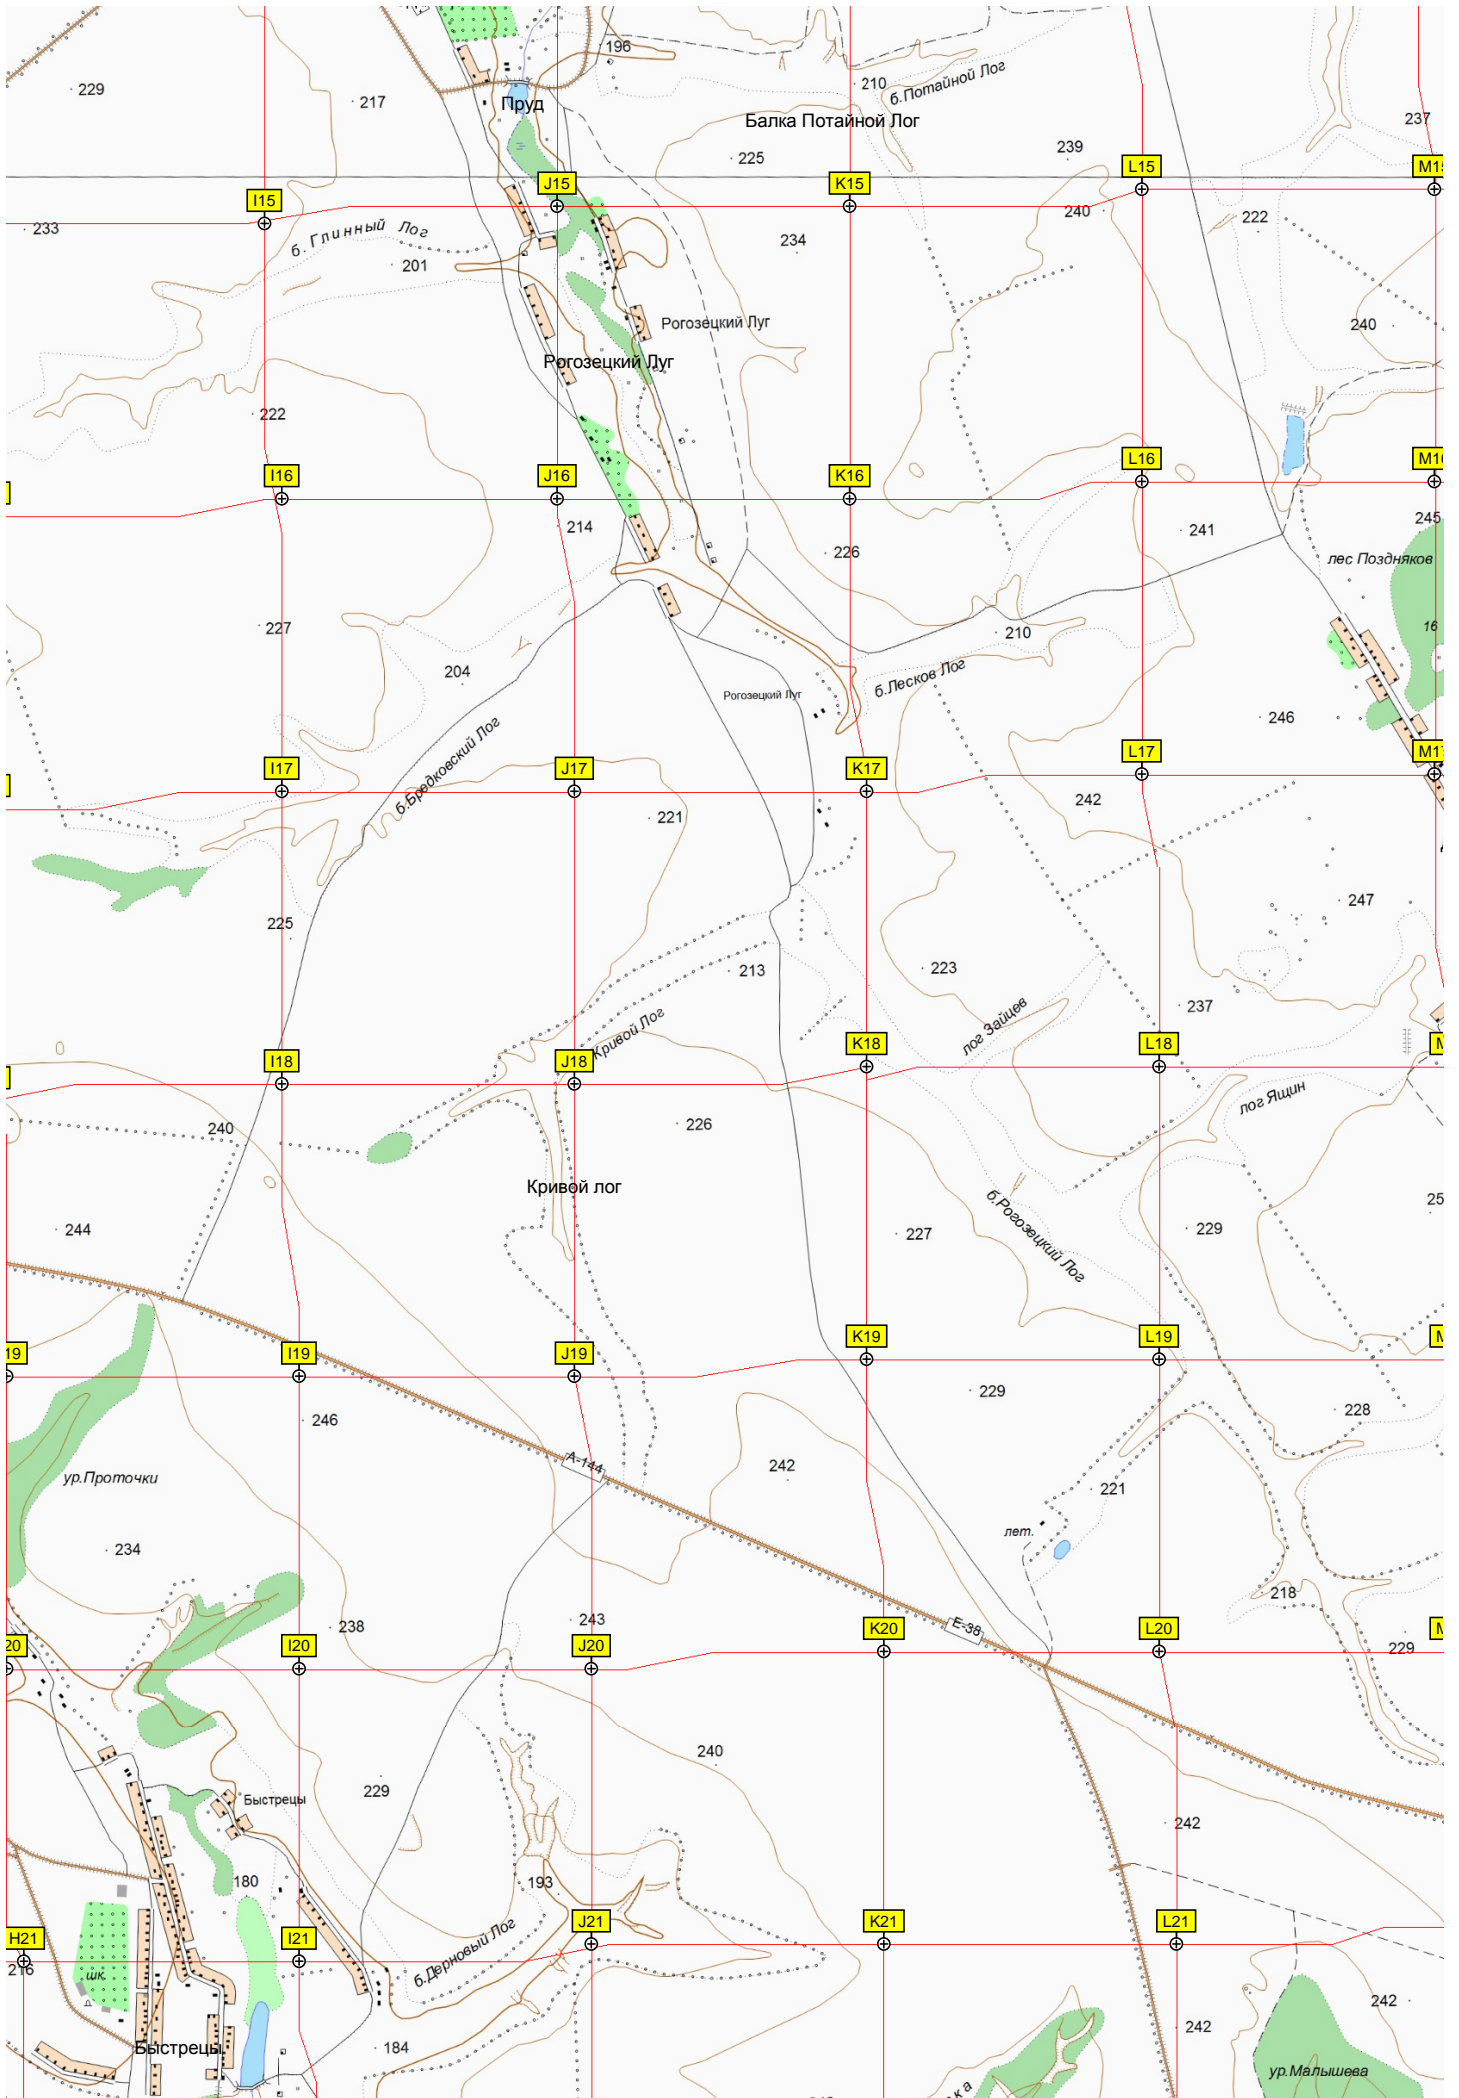 196
229
217
Пруд
210
б.Потайной Лог
Балка Потайной Лог
237
225
239
L15
M15
J15
K15
I15
240
222
233
б. Глинный Лог
234
201
Рогозецкий Луг
240
Рогозецкий Луг
222
L16
I16
J16
K16
245
214
241
226
лес Поздняков
227
210
16
204
б.Лесков Лог
Рогозецкий Луг
246
б.Бредковский Лог
L17
I17
J17
K17
242
221
247
225
213
223
237
Кривой Лог
лог Зайцев
K18
L18
I18
J18
лог Ящин
240
226
Кривой лог
б.Рогозецкий Лог
25
244
227
229
K19
L19
19
I19
J19
229
246
228
А-144
242
ур.Проточки
221
лет.
234
218
243
238
Е-38
K20
L20
20
I20
J20
229
240
229
Быстрецы
242
180
193
J21
K21
L21
H21
I21
б.Дерновый Лог
216
шк.
242
242
184
Быстрецы
ур.Малышева
ка